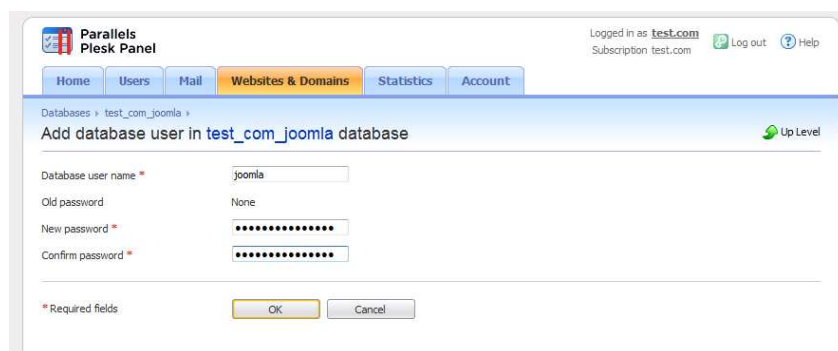 Parallels
Plesk Panel
Logged in as test.com
Subscription test.com
Log out
Help
Home Users Mail Websites & Domains Statistics Account
Databases › test_com_joomla ›
Add database user in test_com_joomla database
Up Level
Database user name * joomla
Old password None
New password * •••••••••••••••
Confirm password * •••••••••••••••
* Required fields OK Cancel